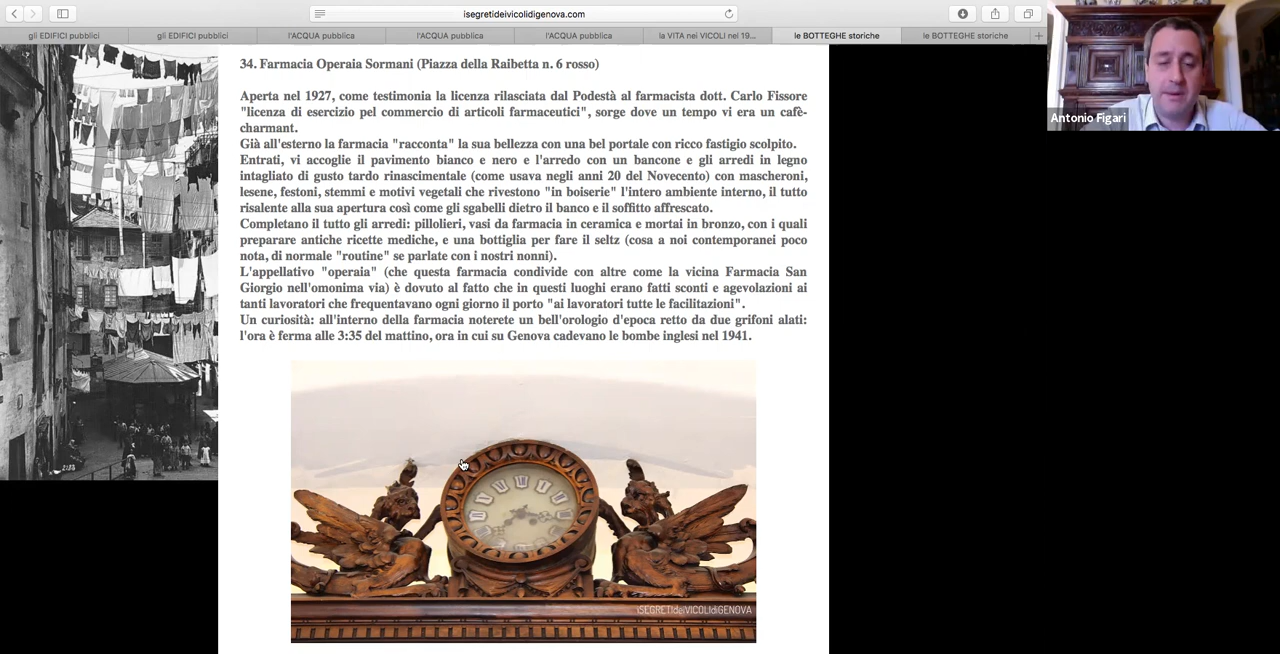 isegretideivicolidigenova.com
gli EDIFICI pubblici
gli EDIFICI pubblici
l'ACQUA pubblica
l'ACQUA pubblica
l'ACQUA pubblica
la VITA nei VICOLI nel 19...
le BOTTEGHE storiche
le BOTTEGHE storiche
Antonio Figari
34. Farmacia Operaia Sormani (Piazza della Raibetta n. 6 rosso)
Aperta nel 1927, come testimonia la licenza rilasciata dal Podestà al farmacista dott. Carlo Fissore
"licenza di esercizio pel commercio di articoli farmaceutici", sorge dove un tempo vi era un cafè-
charmant.
Già all'esterno la farmacia "racconta" la sua bellezza con una bel portale con ricco fastigio scolpito.
Entrati, vi accoglie il pavimento bianco e nero e l'arredo con un bancone e gli arredi in legno
intagliato di gusto tardo rinascimentale (come usava negli anni 20 del Novecento) con mascheroni,
lesene, festoni, stemmi e motivi vegetali che rivestono "in boiserie" l'intero ambiente interno, il tutto
risalente alla sua apertura così come gli sgabelli dietro il banco e il soffitto affrescato.
Completano il tutto gli arredi: pillolieri, vasi da farmacia in ceramica e mortai in bronzo, con i quali
preparare antiche ricette mediche, e una bottiglia per fare il seltz (cosa a noi contemporanei poco
nota, di normale "routine" se parlate con i nostri nonni).
L'appellativo "operaia" (che questa farmacia condivide con altre come la vicina Farmacia San
Giorgio nell'omonima via) è dovuto al fatto che in questi luoghi erano fatti sconti e agevolazioni ai
tanti lavoratori che frequentavano ogni giorno il porto "ai lavoratori tutte le facilitazioni".
Un curiosità: all'interno della farmacia noterete un bell'orologio d'epoca retto da due grifoni alati:
l'ora è ferma alle 3:35 del mattino, ora in cui su Genova cadevano le bombe inglesi nel 1941.
iSEGRETIdeiVICOLIdiGENOVA